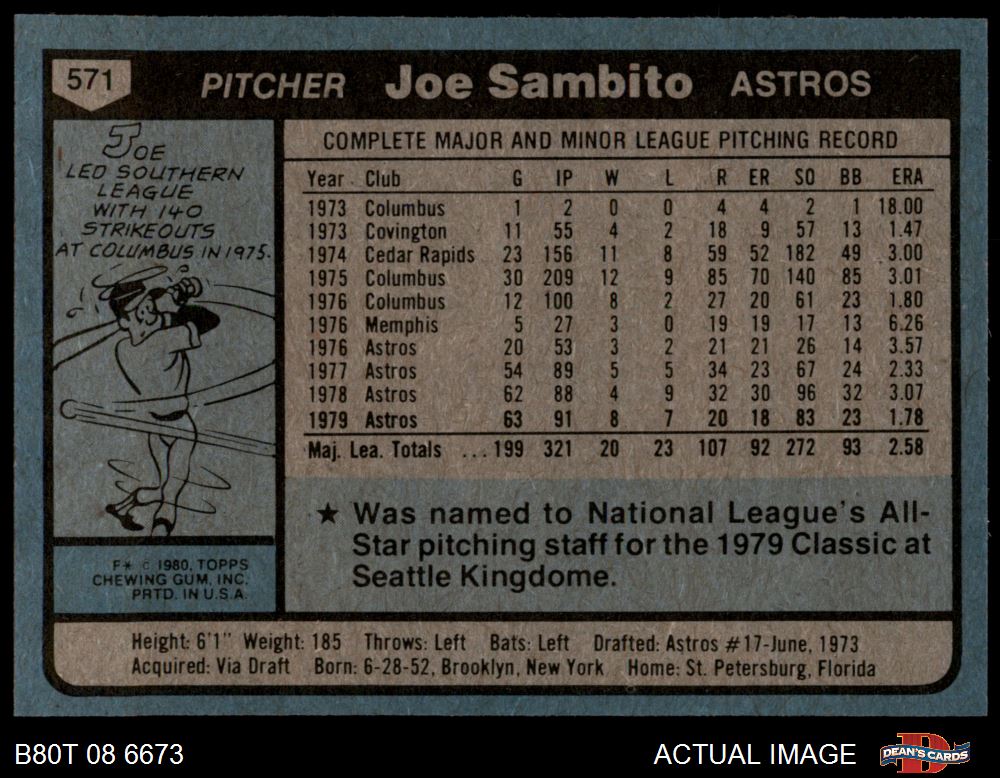 571
PITCHER Joe Sambito ASTROS
JOE
LED SOUTHERN
LEAGUE
WITH 140
STRIKEOUTS
AT COLUMBUS IN 1975.
F* © 1980, TOPPS
CHEWING GUM, INC.
PRTD. IN U.S.A.
COMPLETE MAJOR AND MINOR LEAGUE PITCHING RECORD
Year Club G IP W L R ER SO BB ERA
1973 Columbus 1 2 0 0 4 4 2 1 18.00
1973 Covington 11 55 4 2 18 9 57 13 1.47
1974 Cedar Rapids 23 156 11 8 59 52 182 49 3.00
1975 Columbus 30 209 12 9 85 70 140 85 3.01
1976 Columbus 12 100 8 2 27 20 61 23 1.80
1976 Memphis 5 27 3 0 19 19 17 13 6.26
1976 Astros 20 53 3 2 21 21 26 14 3.57
1977 Astros 54 89 5 5 34 23 67 24 2.33
1978 Astros 62 88 4 9 32 30 96 32 3.07
1979 Astros 63 91 8 7 20 18 83 23 1.78
Maj. Lea. Totals ... 199 321 20 23 107 92 272 93 2.58
★ Was named to National League's All-
Star pitching staff for the 1979 Classic at
Seattle Kingdome.
Height: 6'1" Weight: 185 Throws: Left Bats: Left Drafted: Astros #17-June, 1973
Acquired: Via Draft Born: 6-28-52, Brooklyn, New York Home: St. Petersburg, Florida
B80T 08 6673
ACTUAL IMAGE
DEAN'S CARDS